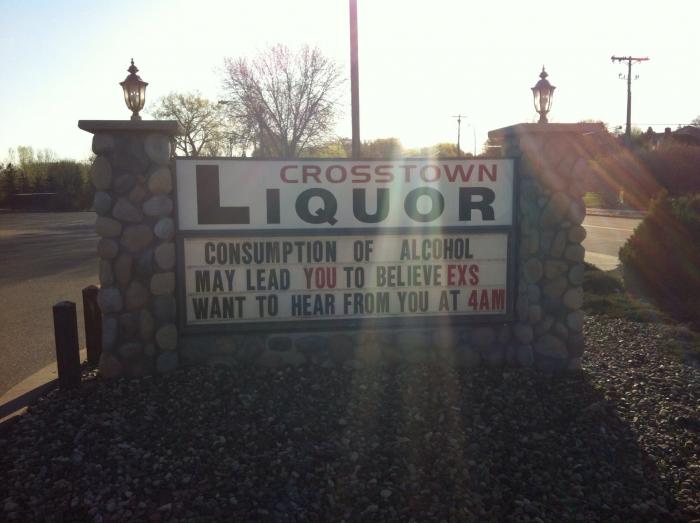 CROSSTOWN
LIQUOR
CONSUMPTION OF ALCOHOL
MAY LEAD YOU TO BELIEVE EXS
WANT TO HEAR FROM YOU AT 4AM